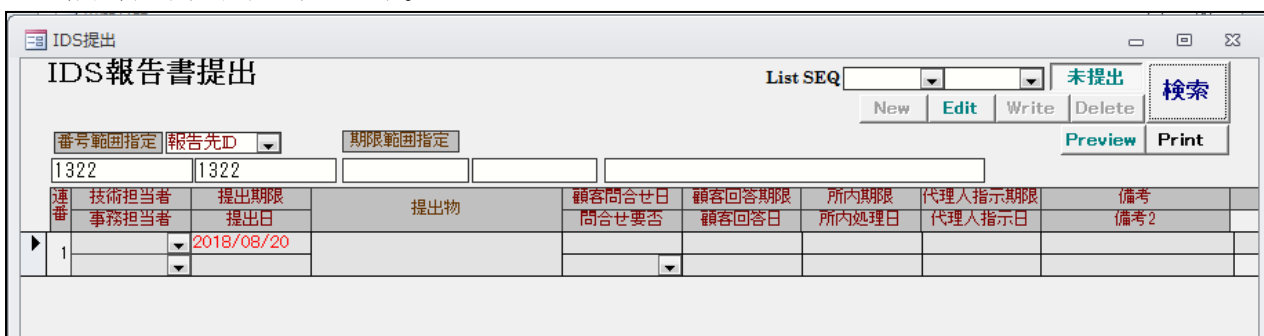 IDS提出
IDS報告書提出
List SEQ
未提出
検索
New Edit Write Delete
番号範囲指定 報告先ID
期限範囲指定
Preview Print
1322 1322
連番 技術担当者 提出期限 提出物 顧客問合せ日 顧客回答期限 所内期限 代理人指示期限 備考
事務担当者 提出日 問合せ要否 顧客回答日 所内処理日 代理人指示日 備考2
1 2018/08/20